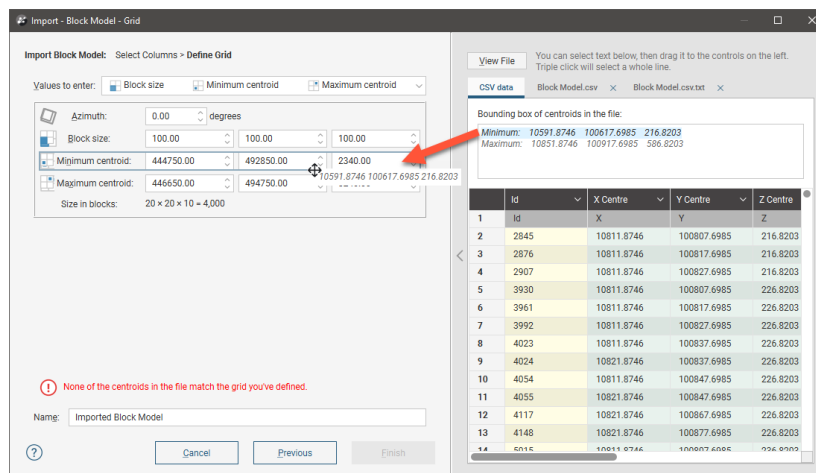 Import - Block Model - Grid
Import Block Model: Select Columns > Define Grid
Values to enter: Block size Minimum centroid Maximum centroid
Azimuth: 0.00 degrees
Block size: 100.00 100.00 100.00
Minimum centroid: 444750.00 492850.00 2340.00
10591.8746 100617.6985 216.8203
Maximum centroid: 446650.00 494750.00
Size in blocks: 20 × 20 × 10 = 4,000
None of the centroids in the file match the grid you've defined.
Name: Imported Block Model
Cancel Previous Finish
View File
You can select text below, then drag it to the controls on the left.
Triple click will select a whole line.
CSV data Block Model.csv × Block Model.csv.txt ×
Bounding box of centroids in the file:
Minimum: 10591.8746 100617.6985 216.8203
Maximum: 10851.8746 100917.6985 586.8203
Id X Centre Y Centre Z Centre
1 Id X Y Z
2 2845 10811.8746 100807.6985 216.8203
3 2876 10811.8746 100817.6985 216.8203
4 2907 10811.8746 100827.6985 216.8203
5 3930 10811.8746 100807.6985 226.8203
6 3961 10811.8746 100817.6985 226.8203
7 3992 10811.8746 100827.6985 226.8203
8 4023 10811.8746 100837.6985 226.8203
9 4024 10821.8746 100837.6985 226.8203
10 4054 10811.8746 100847.6985 226.8203
11 4055 10821.8746 100847.6985 226.8203
12 4117 10821.8746 100867.6985 226.8203
13 4148 10821.8746 100877.6985 226.8203
14 5015 10811.8746 100807.6985 236.8203